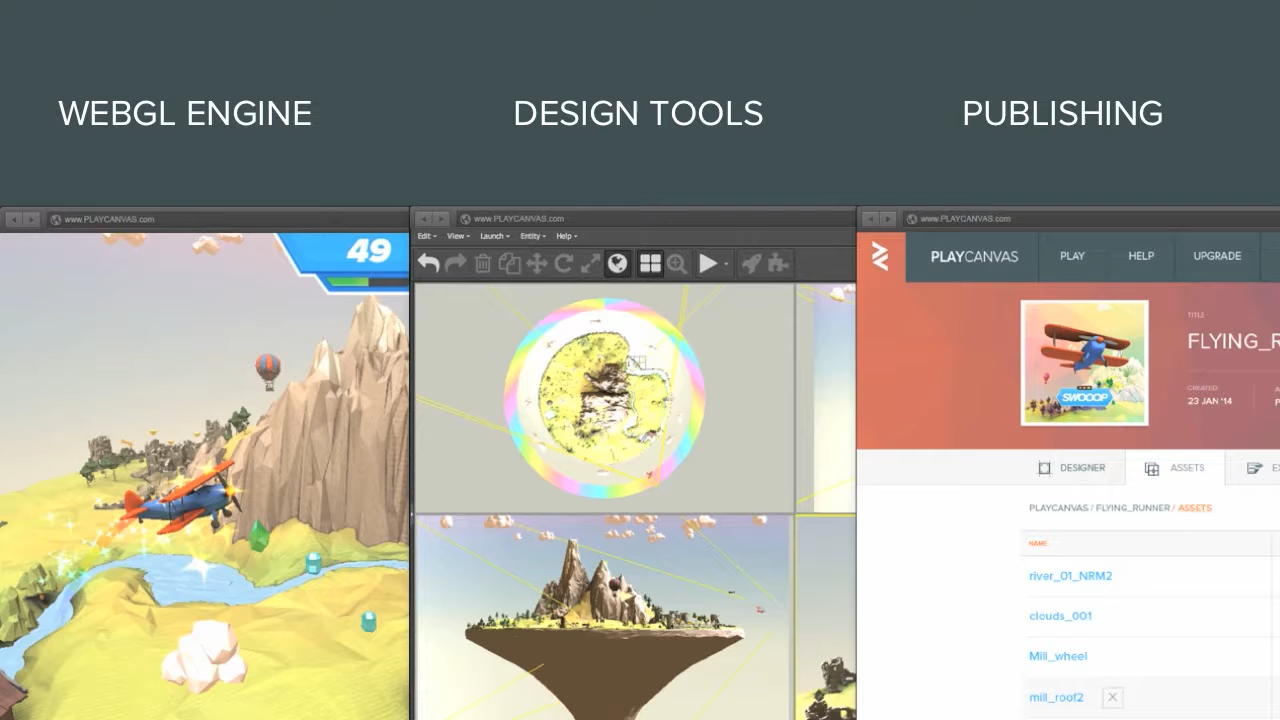 WEBGL ENGINE
DESIGN TOOLS
PUBLISHING
www.PLAYCANVAS.com
49
www.PLAYCANVAS.com
Edit View Launch Entity Help
www.PLAYCANVAS.com
PLAYCANVAS PLAY HELP UPGRADE
SWOOOP
TITLE
FLYING_R
CREATED
23 JAN '14
DESIGNER ASSETS E
PLAYCANVAS / FLYING_RUNNER / ASSETS
NAME
river_01_NRM2
clouds_001
Mill_wheel
mill_roof2